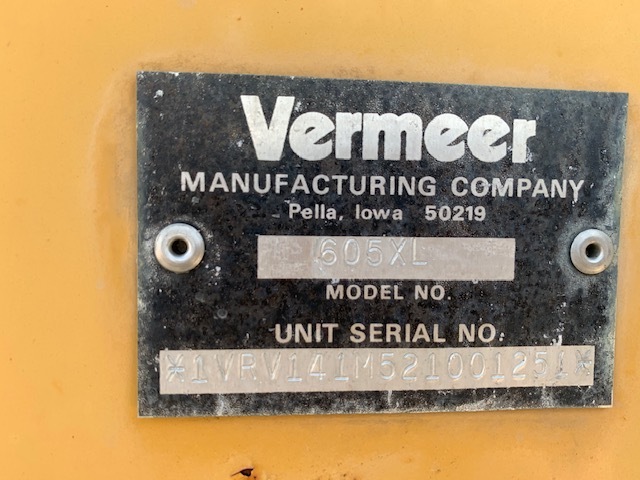 Vermeer
MANUFACTURING COMPANY
Pella, Iowa 50219
605XL
MODEL NO.
UNIT SERIAL NO.
*1VRV141M521001251*